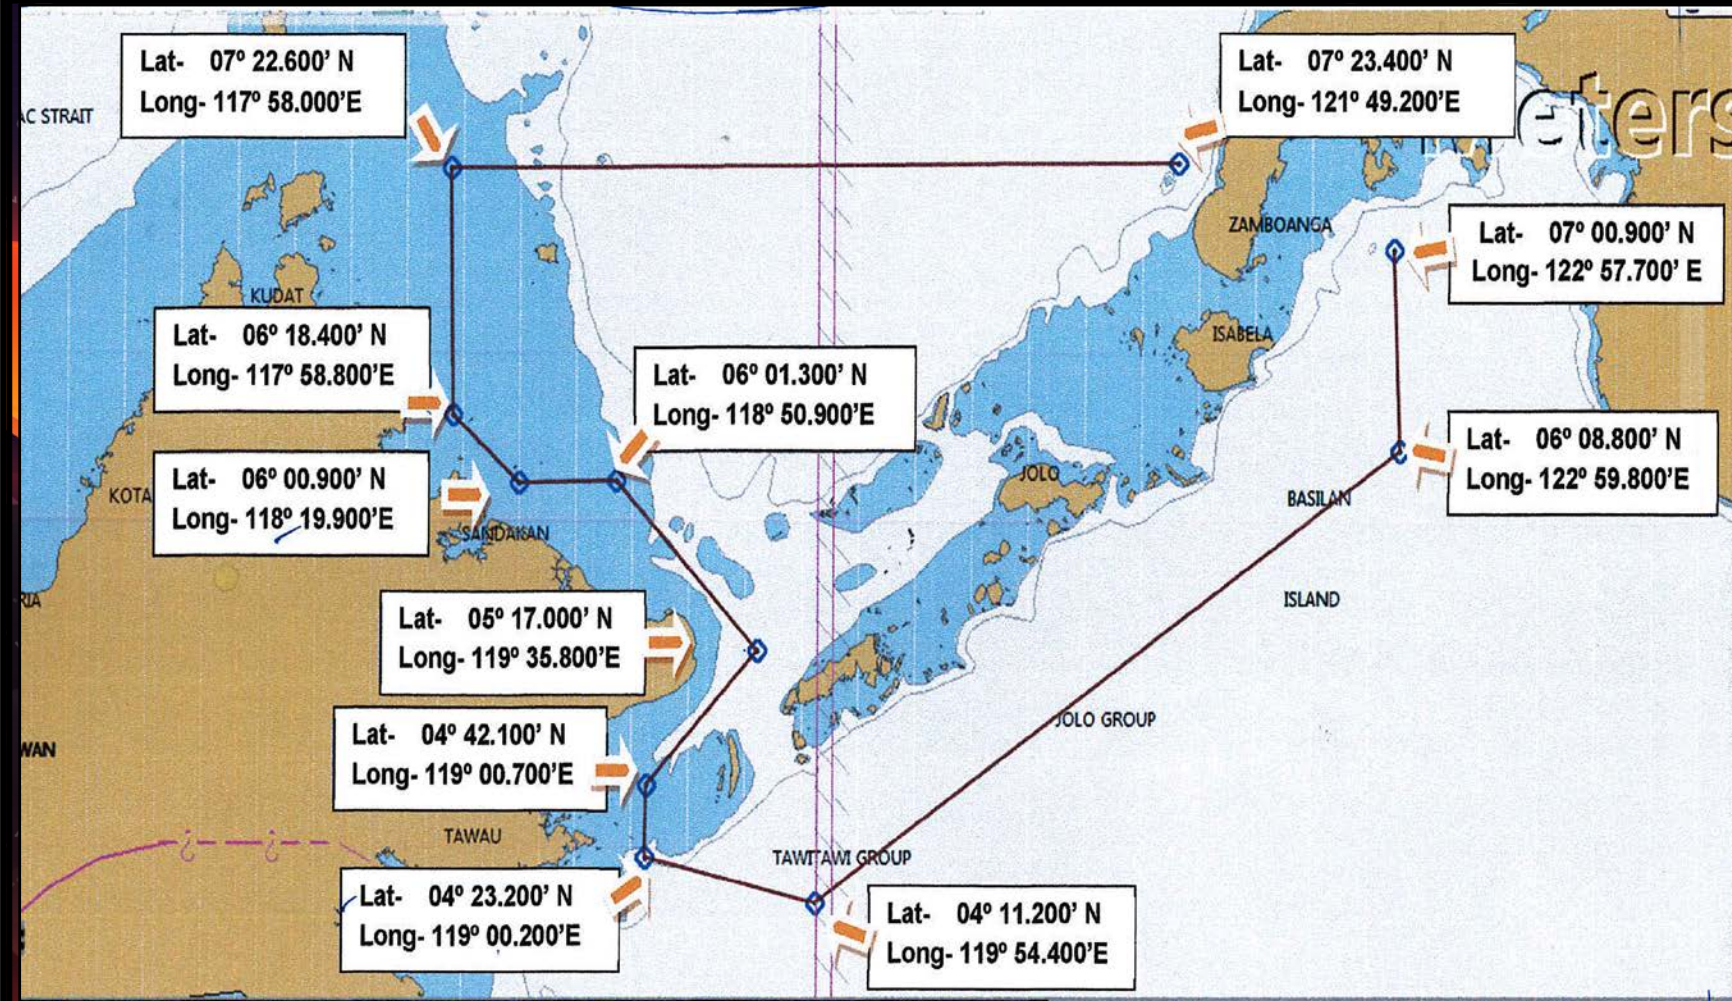 Lat- 07º 22.600' N
Long- 117º 58.000'E
Lat- 07º 23.400' N
Long- 121º 49.200'E
AC STRAIT
Meters
ZAMBOANGA
Lat- 07º 00.900' N
Long- 122º 57.700' E
KUDAT
Lat- 06º 18.400' N
Long- 117º 58.800'E
ISABELA
Lat- 06º 01.300' N
Long- 118º 50.900'E
Lat- 06º 08.800' N
Long- 122º 59.800'E
Lat- 06º 00.900' N
Long- 118º 19.900'E
KOTA
JOLO
BASILAN
SANDAKAN
RIA
ISLAND
Lat- 05º 17.000' N
Long- 119º 35.800'E
JOLO GROUP
Lat- 04º 42.100' N
Long- 119º 00.700'E
WAN
TAWAU
TAWITAWI GROUP
Lat- 04º 23.200' N
Long- 119º 00.200'E
Lat- 04º 11.200' N
Long- 119º 54.400'E